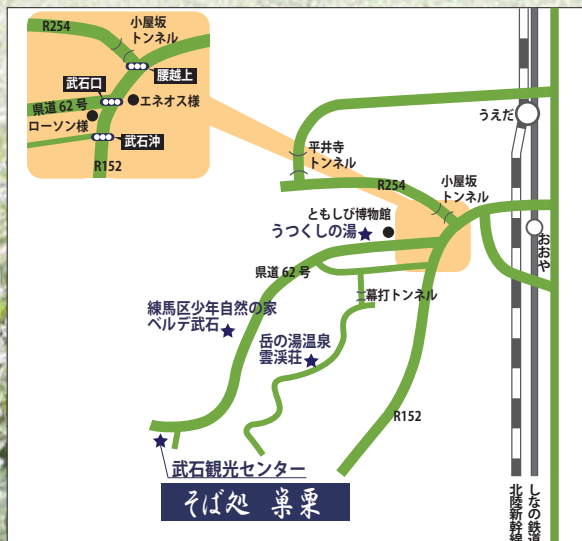 R254
小屋坂
トンネル
武石口
腰越上
県道 62 号
エネオス様
ローソン様
武石沖
R152
うえだ
平井寺
トンネル
R254
小屋坂
トンネル
ともしび博物館
うつくしの湯
おおや
県道 62 号
二幕打トンネル
練馬区少年自然の家
ベルデ武石
岳の湯温泉
雲渓荘
R152
武石観光センター
そば処 巣栗
しなの鉄道
北陸新幹線